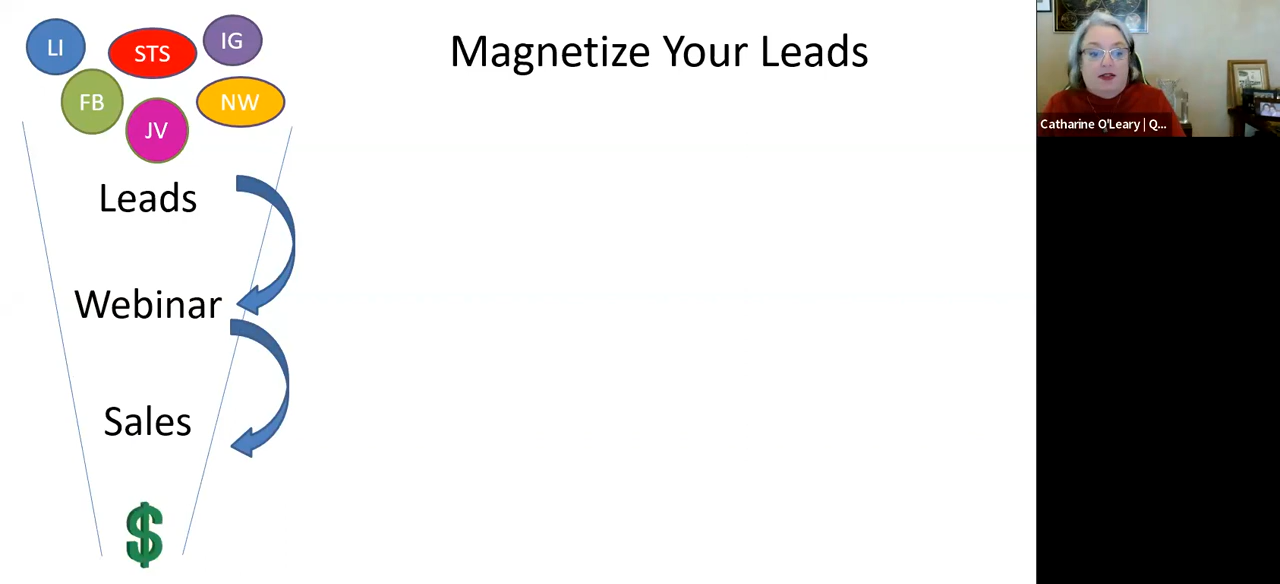 Magnetize Your Leads
LI
STS
IG
FB
NW
JV
Leads
Webinar
Sales
$
Catharine O'Leary | Q...